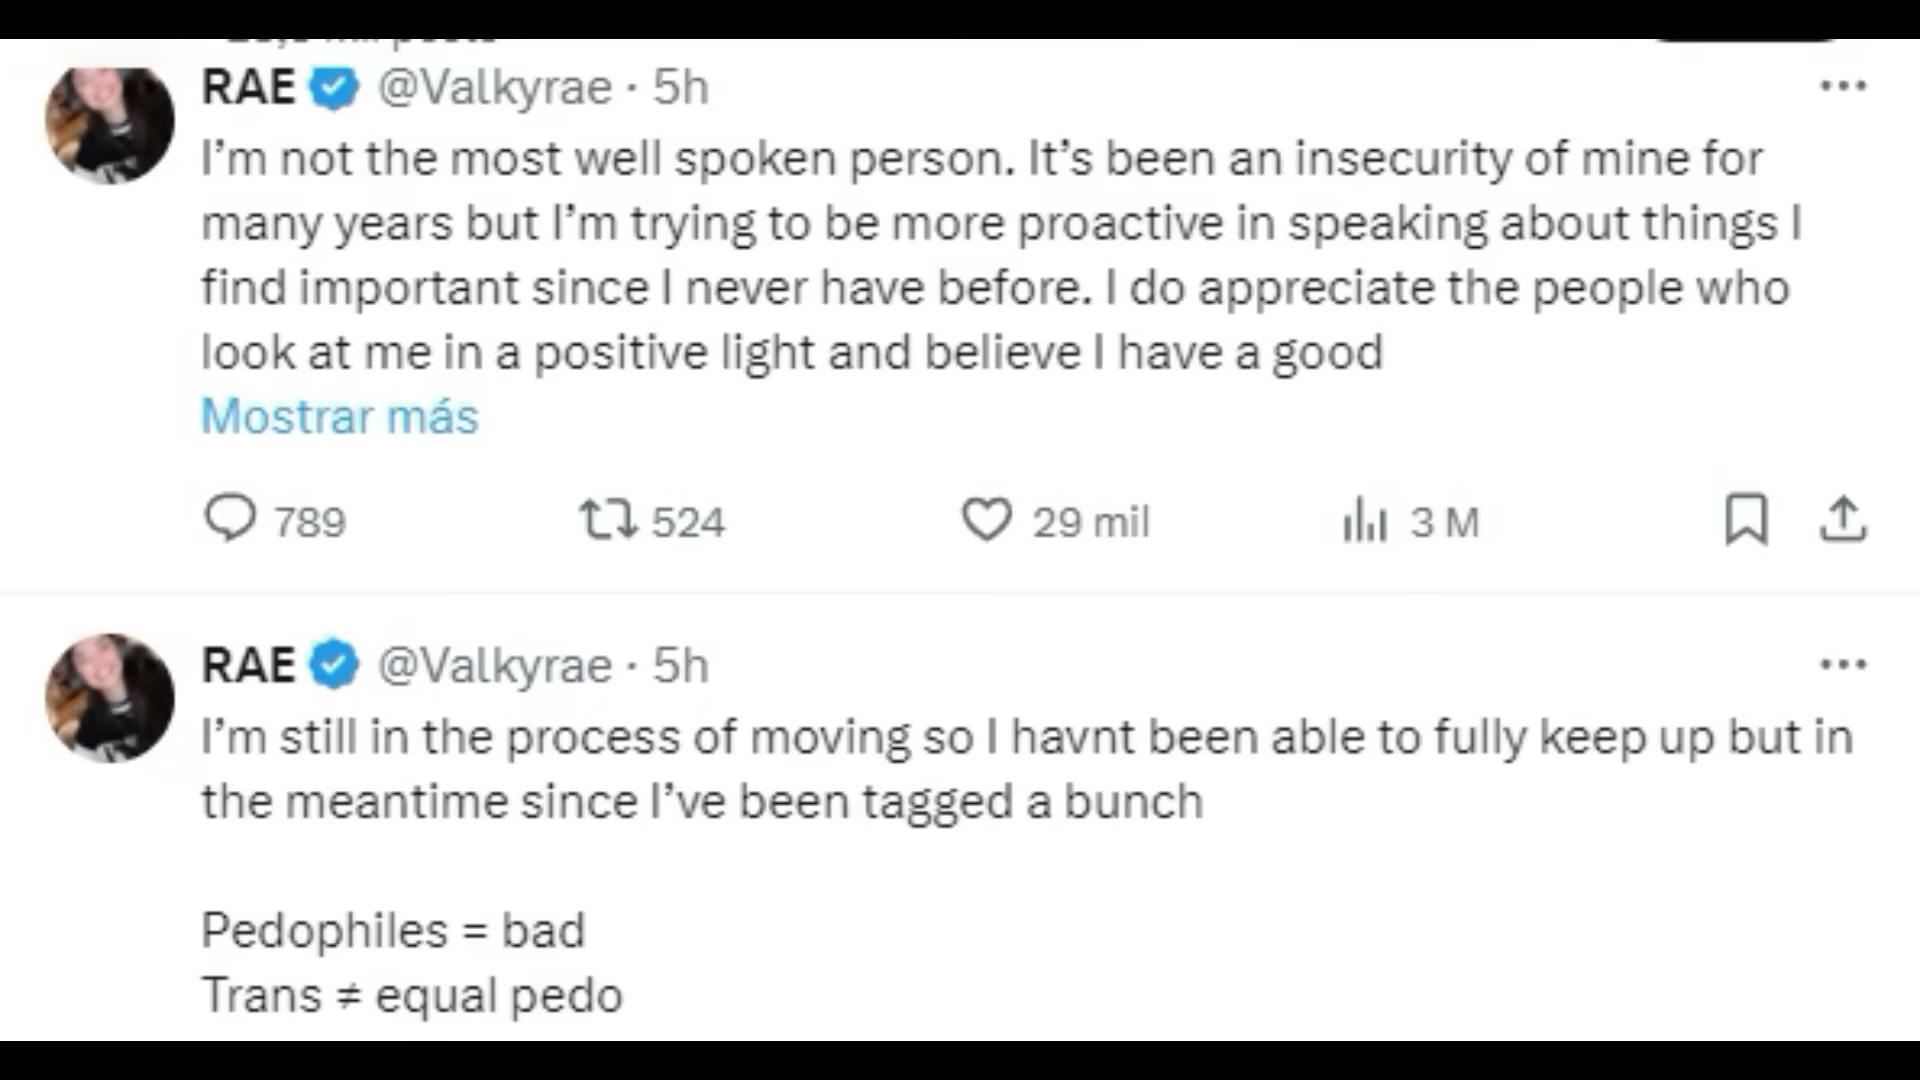 RAE @Valkyrae · 5h
I’m not the most well spoken person. It’s been an insecurity of mine for
many years but I’m trying to be more proactive in speaking about things I
find important since I never have before. I do appreciate the people who
look at me in a positive light and believe I have a good
Mostrar más
789 524 29 mil 3 M
RAE @Valkyrae · 5h
I’m still in the process of moving so I havnt been able to fully keep up but in
the meantime since I’ve been tagged a bunch
Pedophiles = bad
Trans ≠ equal pedo